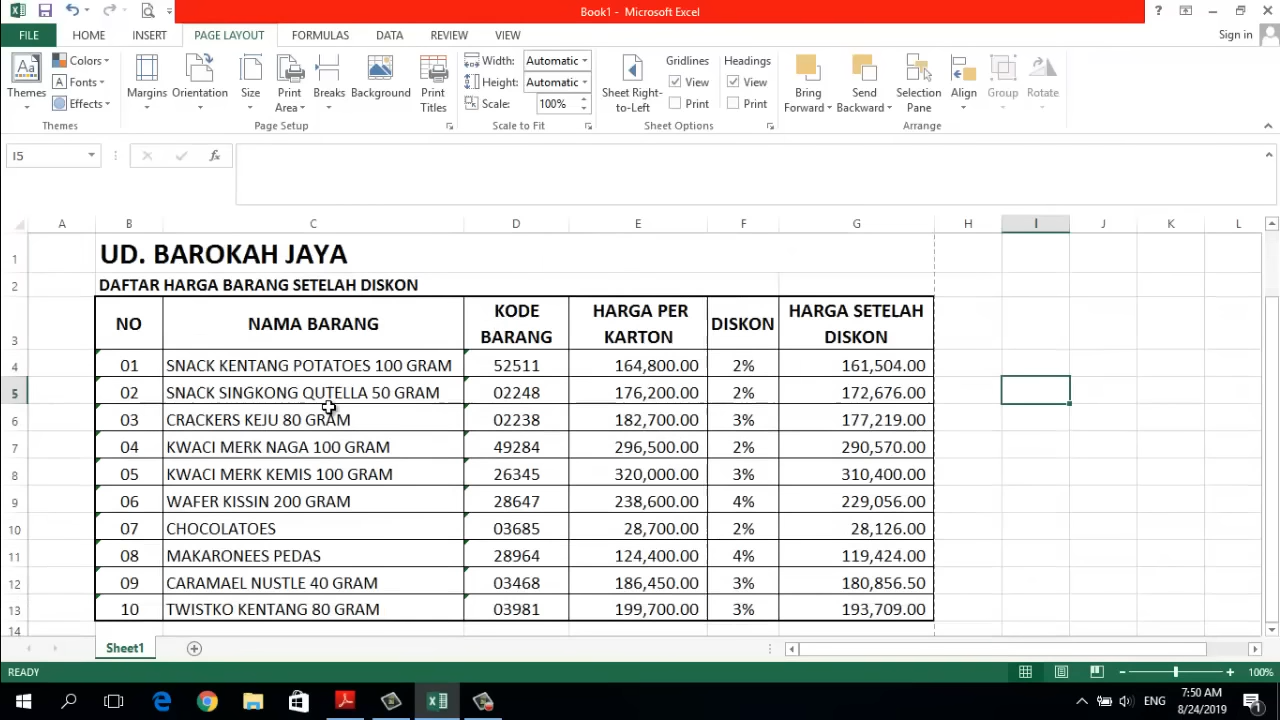 Book1 - Microsoft Excel
?
FILE HOME INSERT PAGE LAYOUT FORMULAS DATA REVIEW VIEW Sign in
Themes
Colors
Fonts
Effects
Margins Orientation Size Print Area Breaks Background Print Titles
Width: Automatic
Height: Automatic
Scale: 100%
Sheet Right-to-Left
Gridlines Headings
View View
Print Print
Bring Forward Send Backward Selection Pane Align Group Rotate
Themes Page Setup Scale to Fit Sheet Options Arrange
I5 fx
A B C D E F G H I J K L
1 UD. BAROKAH JAYA
2 DAFTAR HARGA BARANG SETELAH DISKON
3 NO NAMA BARANG KODE BARANG HARGA PER KARTON DISKON HARGA SETELAH DISKON
4 01 SNACK KENTANG POTATOES 100 GRAM 52511 164,800.00 2% 161,504.00
5 02 SNACK SINGKONG QUTELLA 50 GRAM 02248 176,200.00 2% 172,676.00
6 03 CRACKERS KEJU 80 GRAM 02238 182,700.00 3% 177,219.00
7 04 KWACI MERK NAGA 100 GRAM 49284 296,500.00 2% 290,570.00
8 05 KWACI MERK KEMIS 100 GRAM 26345 320,000.00 3% 310,400.00
9 06 WAFER KISSIN 200 GRAM 28647 238,600.00 4% 229,056.00
10 07 CHOCOLATOES 03685 28,700.00 2% 28,126.00
11 08 MAKARONEES PEDAS 28964 124,400.00 4% 119,424.00
12 09 CARAMAEL NUSTLE 40 GRAM 03468 186,450.00 3% 180,856.50
13 10 TWISTKO KENTANG 80 GRAM 03981 199,700.00 3% 193,709.00
14
Sheet1
READY 100%
ENG 7:50 AM
8/24/2019 1